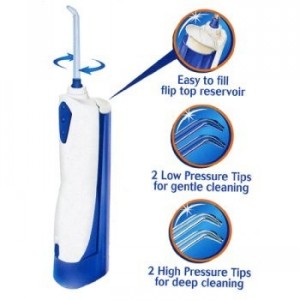 Easy to fill
flip top reservoir
2 Low Pressure Tips
for gentle cleaning
2 High Pressure Tips
for deep cleaning